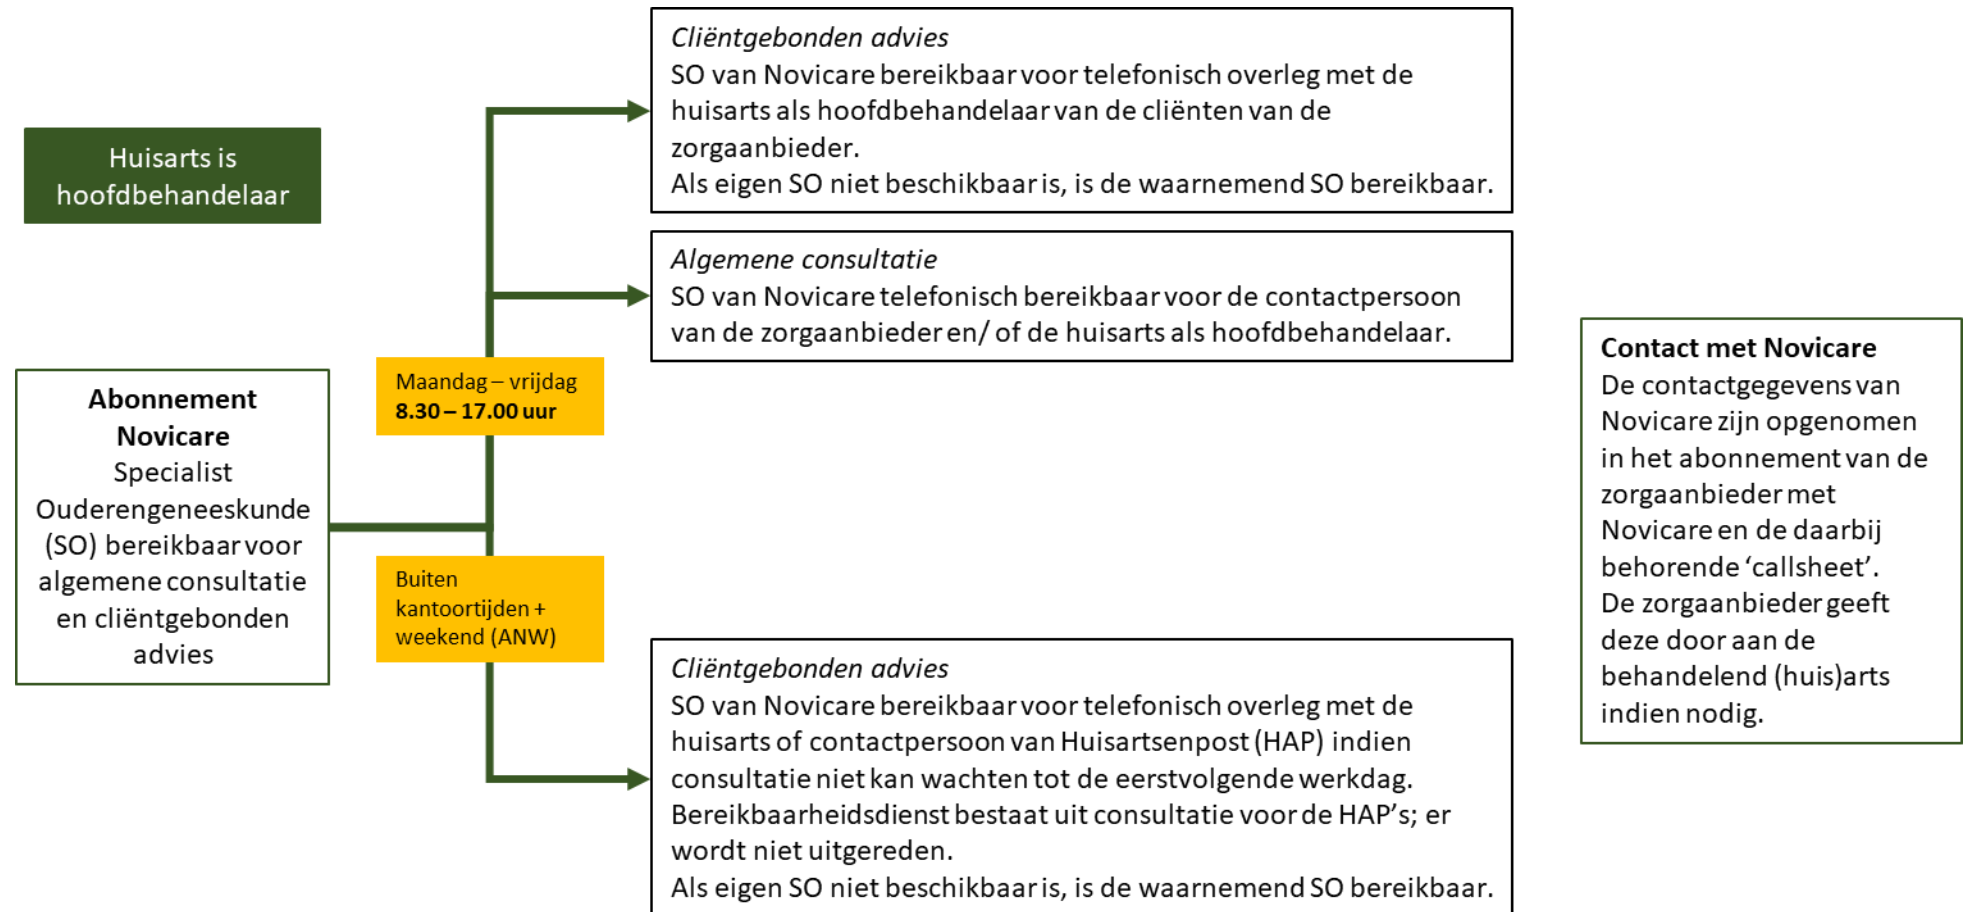 Huisarts is
hoofdbehandelaar
Abonnement
Novicare
Specialist
Ouderengeneeskunde
(SO) bereikbaar voor
algemene consultatie
en cliëntgebonden
advies
Maandag – vrijdag
8.30 – 17.00 uur
Buiten
kantoortijden +
weekend (ANW)
Cliëntgebonden advies
SO van Novicare bereikbaar voor telefonisch overleg met de
huisarts als hoofdbehandelaar van de cliënten van de
zorgaanbieder.
Als eigen SO niet beschikbaar is, is de waarnemend SO bereikbaar.
Algemene consultatie
SO van Novicare telefonisch bereikbaar voor de contactpersoon
van de zorgaanbieder en/ of de huisarts als hoofdbehandelaar.
Cliëntgebonden advies
SO van Novicare bereikbaar voor telefonisch overleg met de
huisarts of contactpersoon van Huisartsenpost (HAP) indien
consultatie niet kan wachten tot de eerstvolgende werkdag.
Bereikbaarheidsdienst bestaat uit consultatie voor de HAP’s; er
wordt niet uitgereden.
Als eigen SO niet beschikbaar is, is de waarnemend SO bereikbaar.
Contact met Novicare
De contactgegevens van
Novicare zijn opgenomen
in het abonnement van de
zorgaanbieder met
Novicare en de daarbij
behorende ‘callsheet’.
De zorgaanbieder geeft
deze door aan de
behandelend (huis)arts
indien nodig.